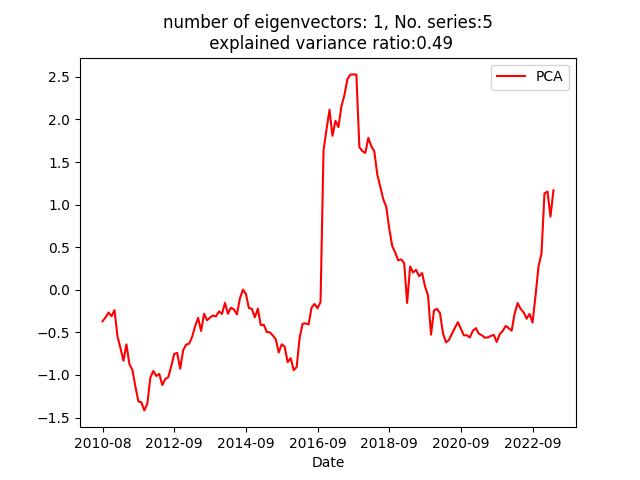 number of eigenvectors: 1, No. series:5
explained variance ratio:0.49
PCA
2.5
2.0
1.5
1.0
0.5
0.0
−0.5
−1.0
−1.5
2010-08 2012-09 2014-09 2016-09 2018-09 2020-09 2022-09
Date